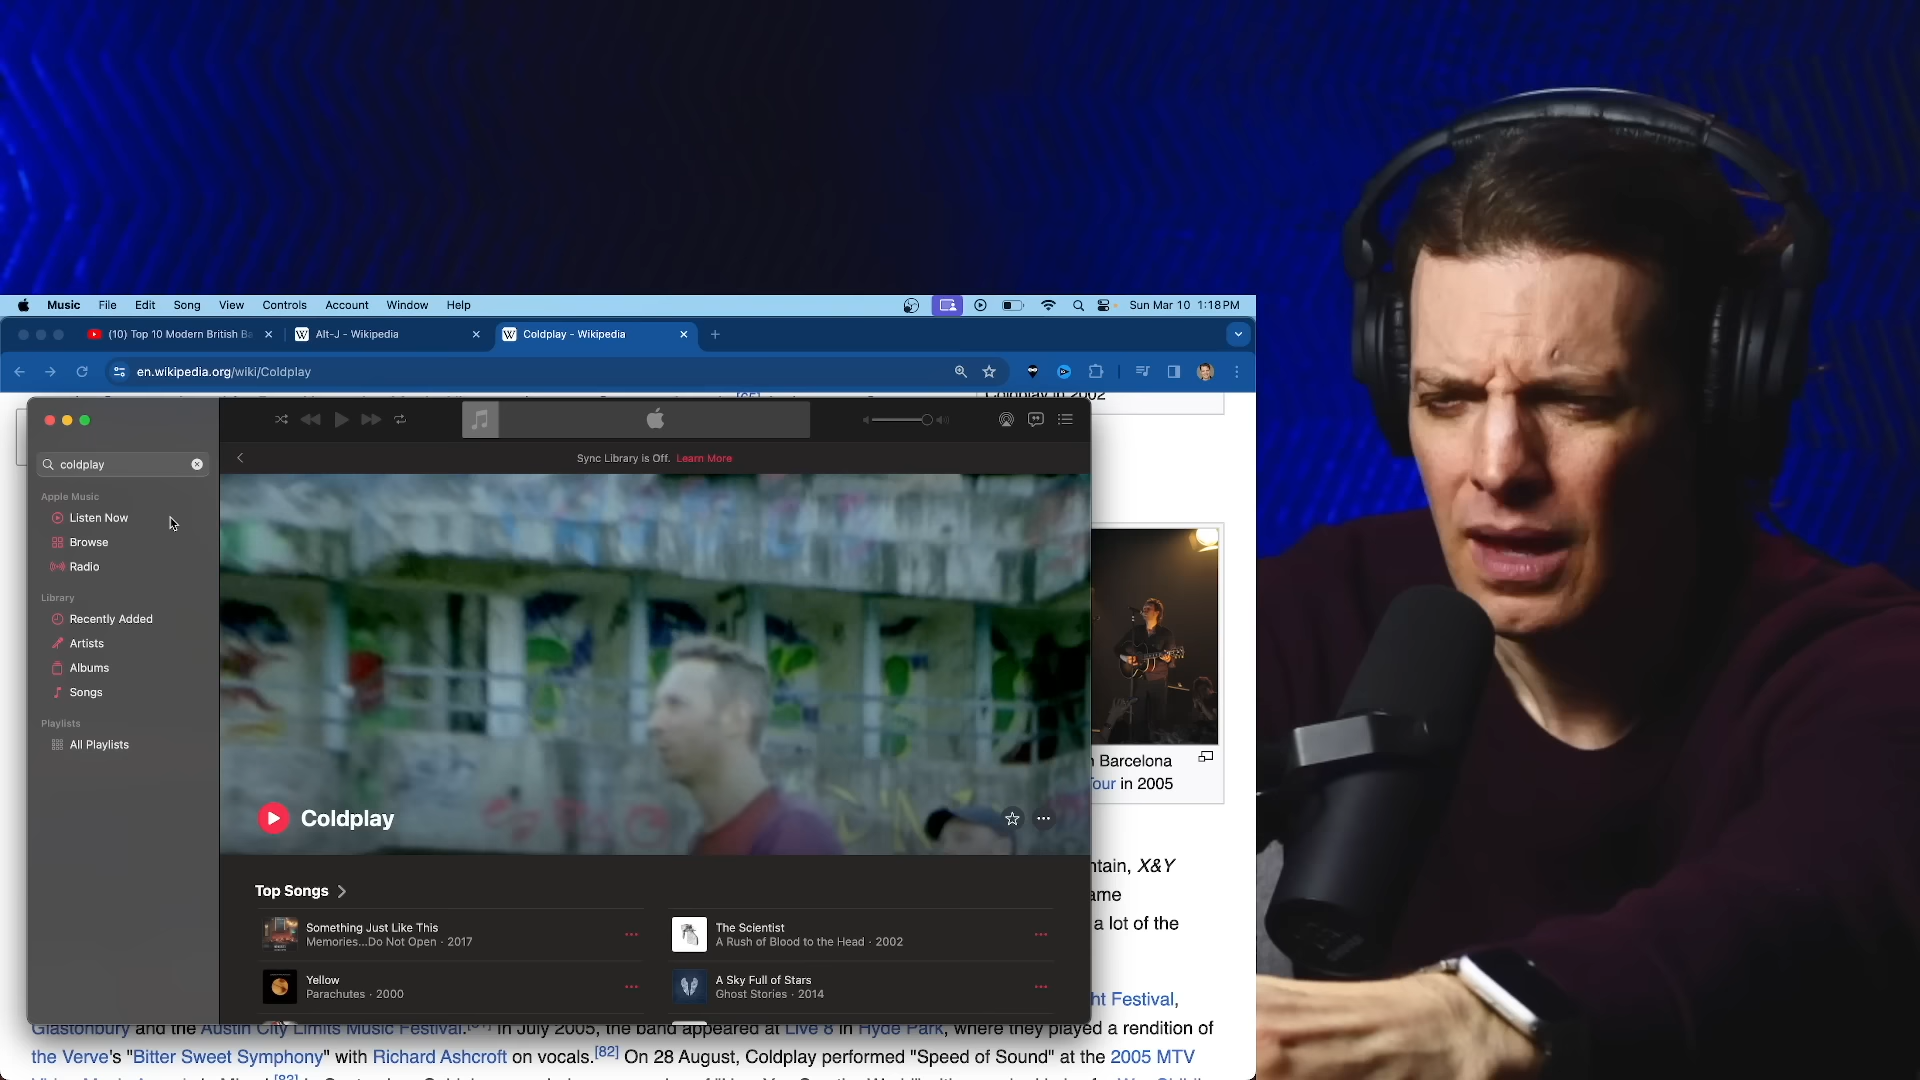 Music File Edit Song View Controls Account Window Help Sun Mar 10 1:18 PM
(10) Top 10 Modern British Ba Alt-J - Wikipedia Coldplay - Wikipedia
en.wikipedia.org/wiki/Coldplay
Coldplay in 2002
coldplay
Sync Library is Off. Learn More
Apple Music
Listen Now
Browse
Radio
Library
Recently Added
Artists
Albums
Songs
Playlists
All Playlists
Coldplay
Top Songs
Something Just Like This
Memories...Do Not Open · 2017
The Scientist
A Rush of Blood to the Head · 2002
Yellow
Parachutes · 2000
A Sky Full of Stars
Ghost Stories · 2014
Barcelona
Tour in 2005
X&Y
a lot of the
Festival,
Glastonbury and the Austin City Limits Music Festival. In July 2005, the band appeared at Live 8 in Hyde Park, where they played a rendition of
the Verve's "Bitter Sweet Symphony" with Richard Ashcroft on vocals.[82] On 28 August, Coldplay performed "Speed of Sound" at the 2005 MTV